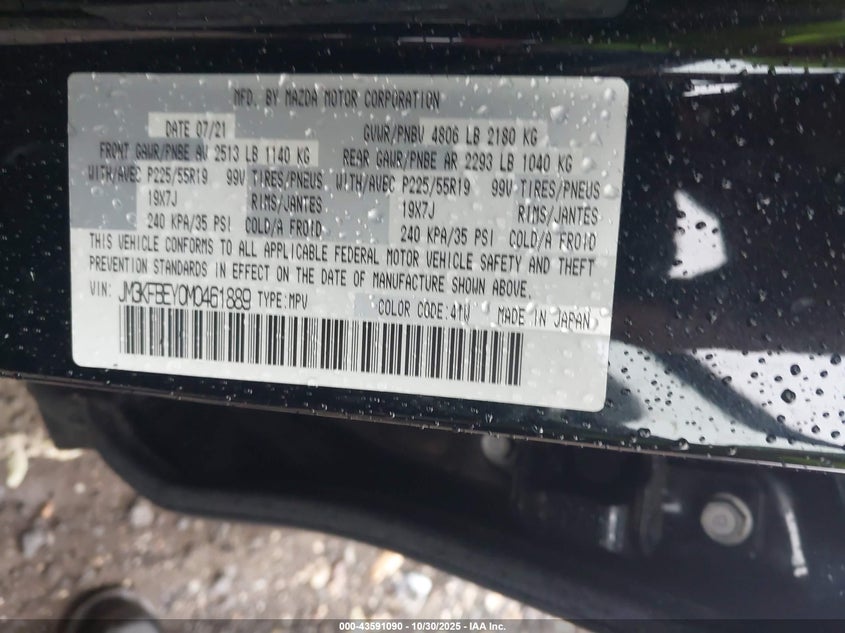 MFD. BY MAZDA MOTOR CORPORATION
DATE 07/21 GVWR/PNBV 4806 LB 2180 KG
FRONT GAWR/PNBE AV 2513 LB 1140 KG REAR GAWR/PNBE AR 2293 LB 1040 KG
WITH/AVEC P225/55R19 99V TIRES/PNEUS WITH/AVEC P225/55R19 99V TIRES/PNEUS
19X7J RIMS/JANTES 19X7J RIMS/JANTES
240 KPA/35 PSI COLD/A FROID 240 KPA/35 PSI COLD/A FROID
THIS VEHICLE CONFORMS TO ALL APPLICABLE FEDERAL MOTOR VEHICLE SAFETY AND THEFT
PREVENTION STANDARDS IN EFFECT ON THE DATE OF MANUFACTURE SHOWN ABOVE.
VIN: JM3KFBEY0M0461889 TYPE:MPV COLOR CODE:41W MADE IN JAPAN
000-43591090 - 10/30/2025 - IAA Inc.